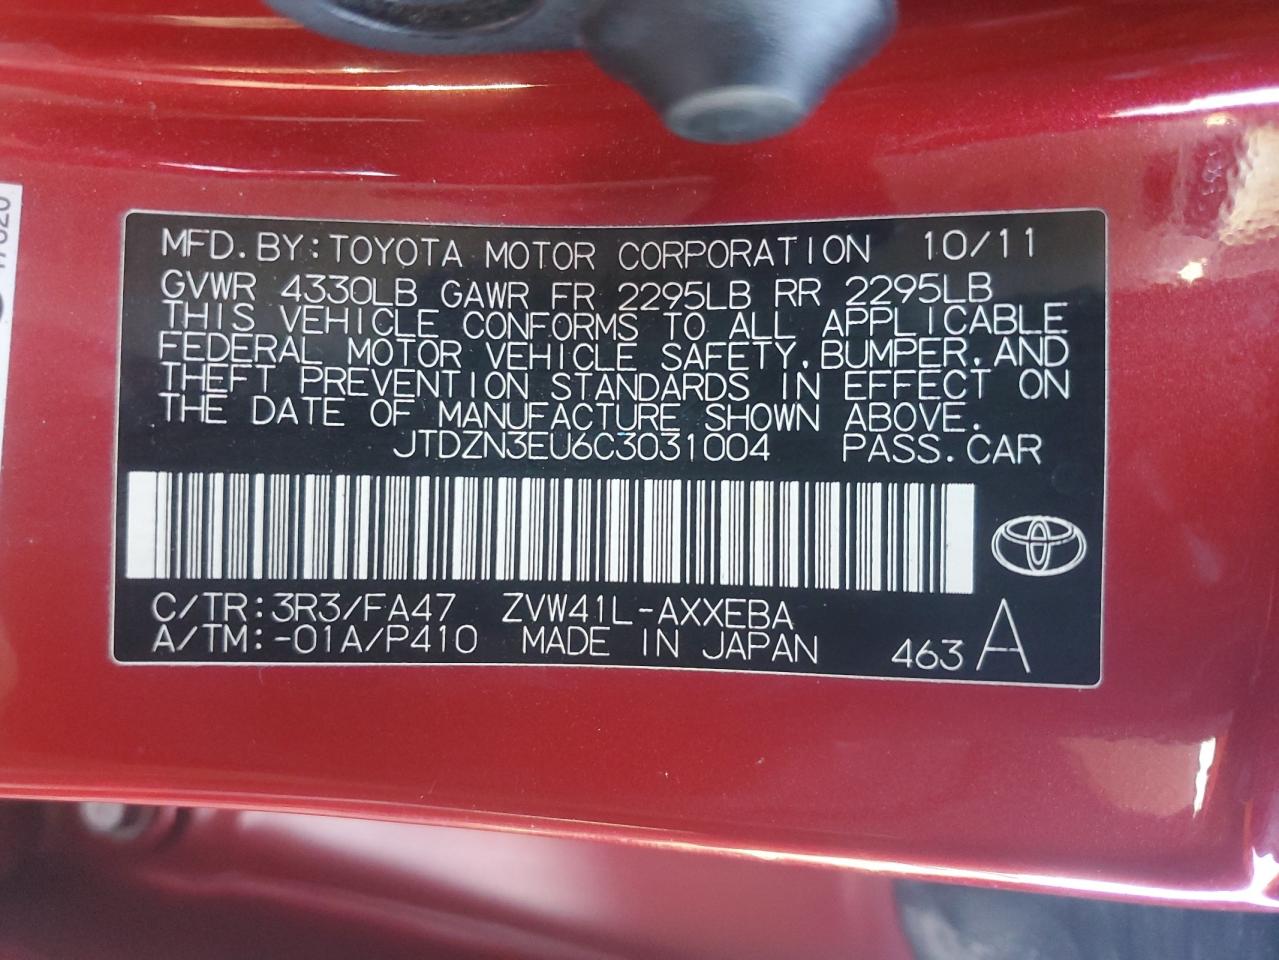 MFD. BY: TOYOTA MOTOR CORPORATION 10/11
GVWR 4330LB GAWR FR 2295LB RR 2295LB
THIS VEHICLE CONFORMS TO ALL APPLICABLE
FEDERAL MOTOR VEHICLE SAFETY, BUMPER, AND
THEFT PREVENTION STANDARDS IN EFFECT ON
THE DATE OF MANUFACTURE SHOWN ABOVE.
JTDZN3EU6C3031004 PASS. CAR
C/TR: 3R3/FA47 ZVW41L-AXXEBA
A/TM: -01A/P410 MADE IN JAPAN 463 A